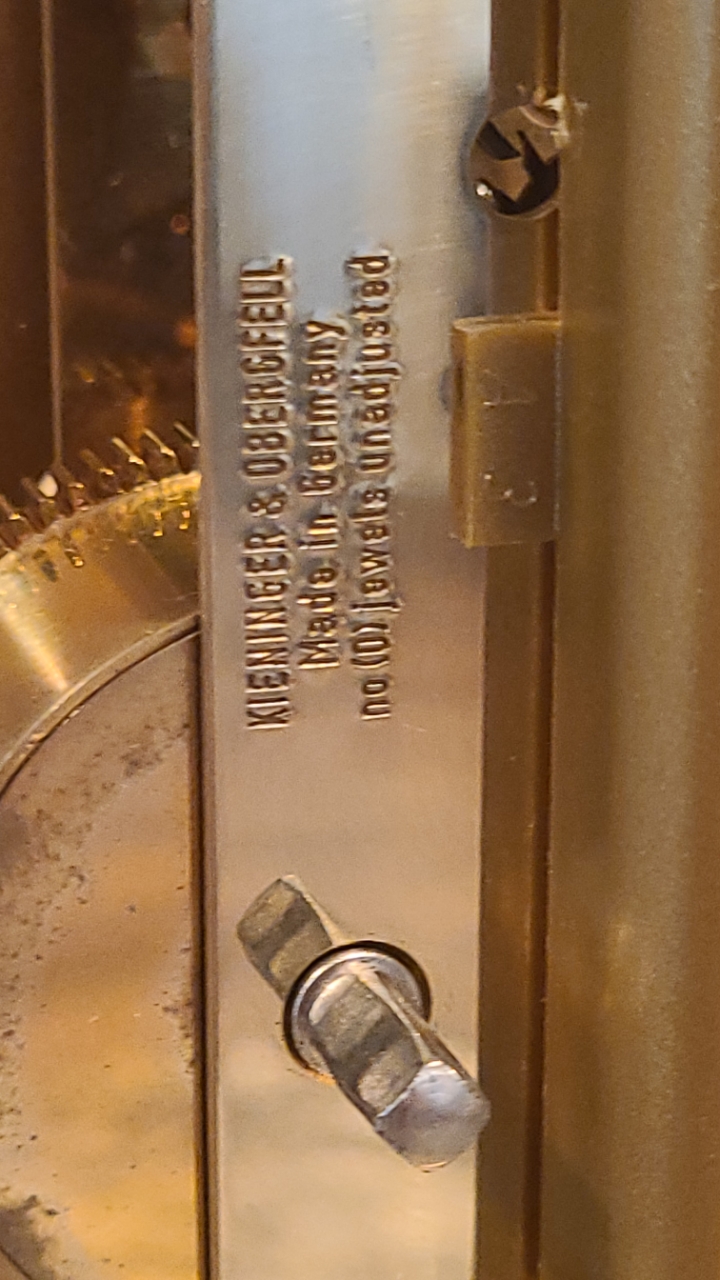 KIENINGER & OBERGFELL
Made in Germany
no (0) jewels unadjusted